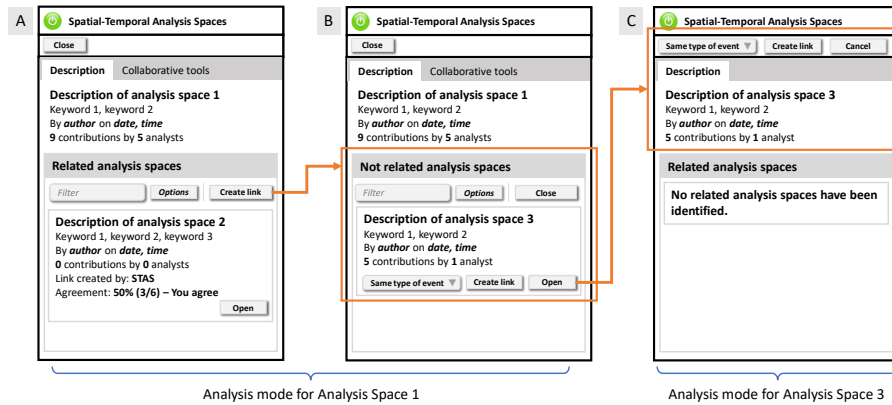 A
Spatial-Temporal Analysis Spaces
Close
Description Collaborative tools
Description of analysis space 1
Keyword 1, keyword 2
By author on date, time
9 contributions by 5 analysts
Related analysis spaces
Filter Options Create link
Description of analysis space 2
Keyword 1, keyword 2, keyword 3
By author on date, time
0 contributions by 0 analysts
Link created by: STAS
Agreement: 50% (3/6) – You agree
Open
B
Spatial-Temporal Analysis Spaces
Close
Description Collaborative tools
Description of analysis space 1
Keyword 1, keyword 2
By author on date, time
9 contributions by 5 analysts
Not related analysis spaces
Filter Options Close
Description of analysis space 3
Keyword 1, keyword 2
By author on date, time
5 contributions by 1 analyst
Same type of event Create link Open
Analysis mode for Analysis Space 1
C
Spatial-Temporal Analysis Spaces
Same type of event Create link Cancel
Description
Description of analysis space 3
Keyword 1, keyword 2
By author on date, time
5 contributions by 1 analyst
Related analysis spaces
No related analysis spaces have been
identified.
Analysis mode for Analysis Space 3